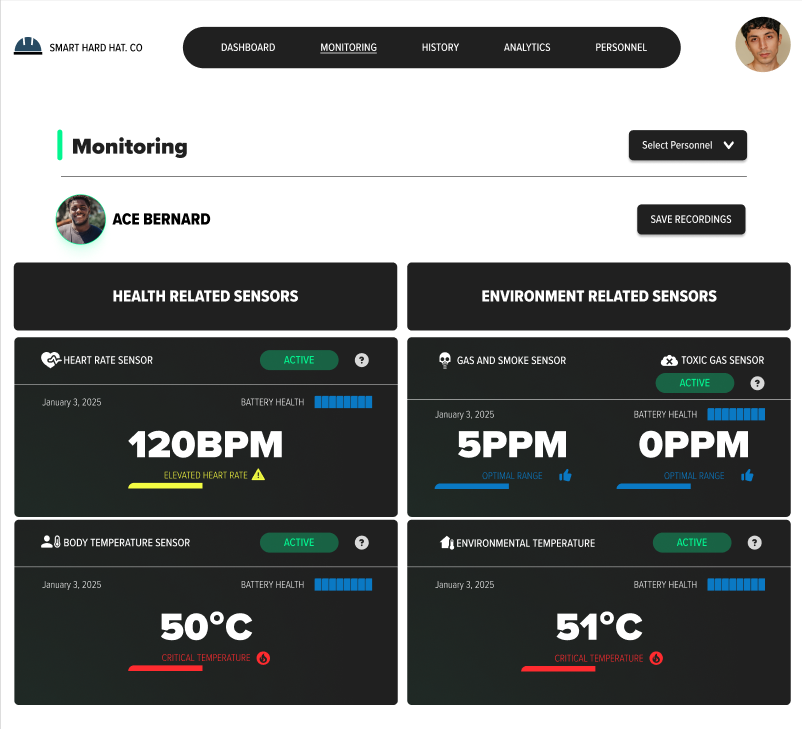 SMART HARD HAT. CO
DASHBOARD
MONITORING
HISTORY
ANALYTICS
PERSONNEL
Monitoring
Select Personnel
ACE BERNARD
SAVE RECORDINGS
HEALTH RELATED SENSORS
ENVIRONMENT RELATED SENSORS
HEART RATE SENSOR
ACTIVE
?
January 3, 2025
BATTERY HEALTH
120BPM
ELEVATED HEART RATE
GAS AND SMOKE SENSOR
TOXIC GAS SENSOR
ACTIVE
?
January 3, 2025
BATTERY HEALTH
5PPM
0PPM
OPTIMAL RANGE
OPTIMAL RANGE
BODY TEMPERATURE SENSOR
ACTIVE
?
January 3, 2025
BATTERY HEALTH
50°C
CRITICAL TEMPERATURE
ENVIRONMENTAL TEMPERATURE
ACTIVE
?
January 3, 2025
BATTERY HEALTH
51°C
CRITICAL TEMPERATURE